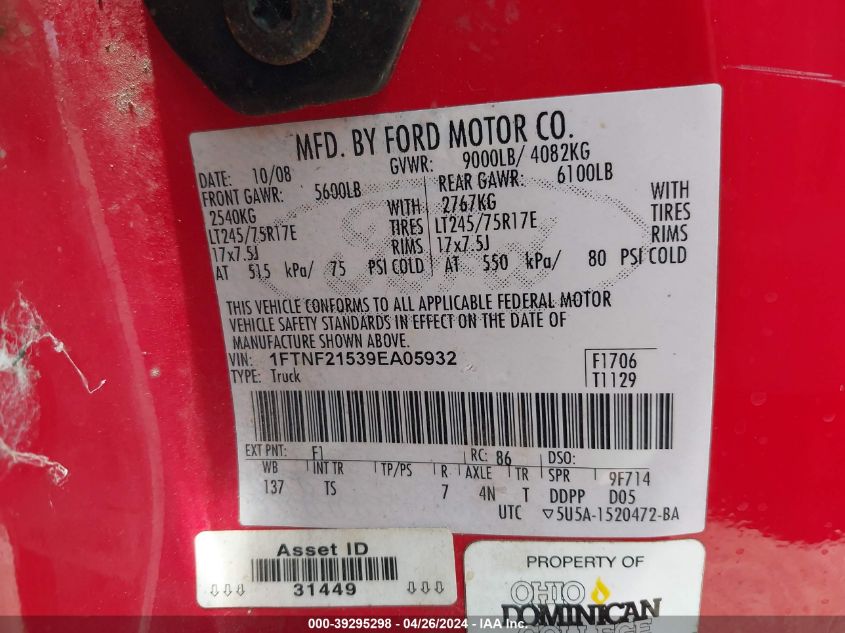 MFD. BY FORD MOTOR CO.
DATE: 10/08 GVWR: 9000LB/ 4082KG
FRONT GAWR: 5600LB REAR GAWR: 6100LB
2540KG WITH 2767KG WITH
LT245/75R17E TIRES LT245/75R17E TIRES
17x7.5J RIMS 17x7.5J RIMS
AT 515 kPa/ 75 PSI COLD AT 550 kPa/ 80 PSI COLD
THIS VEHICLE CONFORMS TO ALL APPLICABLE FEDERAL MOTOR
VEHICLE SAFETY STANDARDS IN EFFECT ON THE DATE OF
MANUFACTURE SHOWN ABOVE.
VIN: 1FTNF21539EA05932 F1706
TYPE: Truck T1129
EXT PNT: F1 RC: 86 DSO:
WB INT TR TP/PS R AXLE TR SPR 9F714
137 TS 7 4N T DDPP D05
UTC ▽5U5A-1520472-BA
Asset ID
31449
PROPERTY OF
OHIO
DOMINICAN
COLLEGE
000-39295298 - 04/26/2024 - IAA Inc.